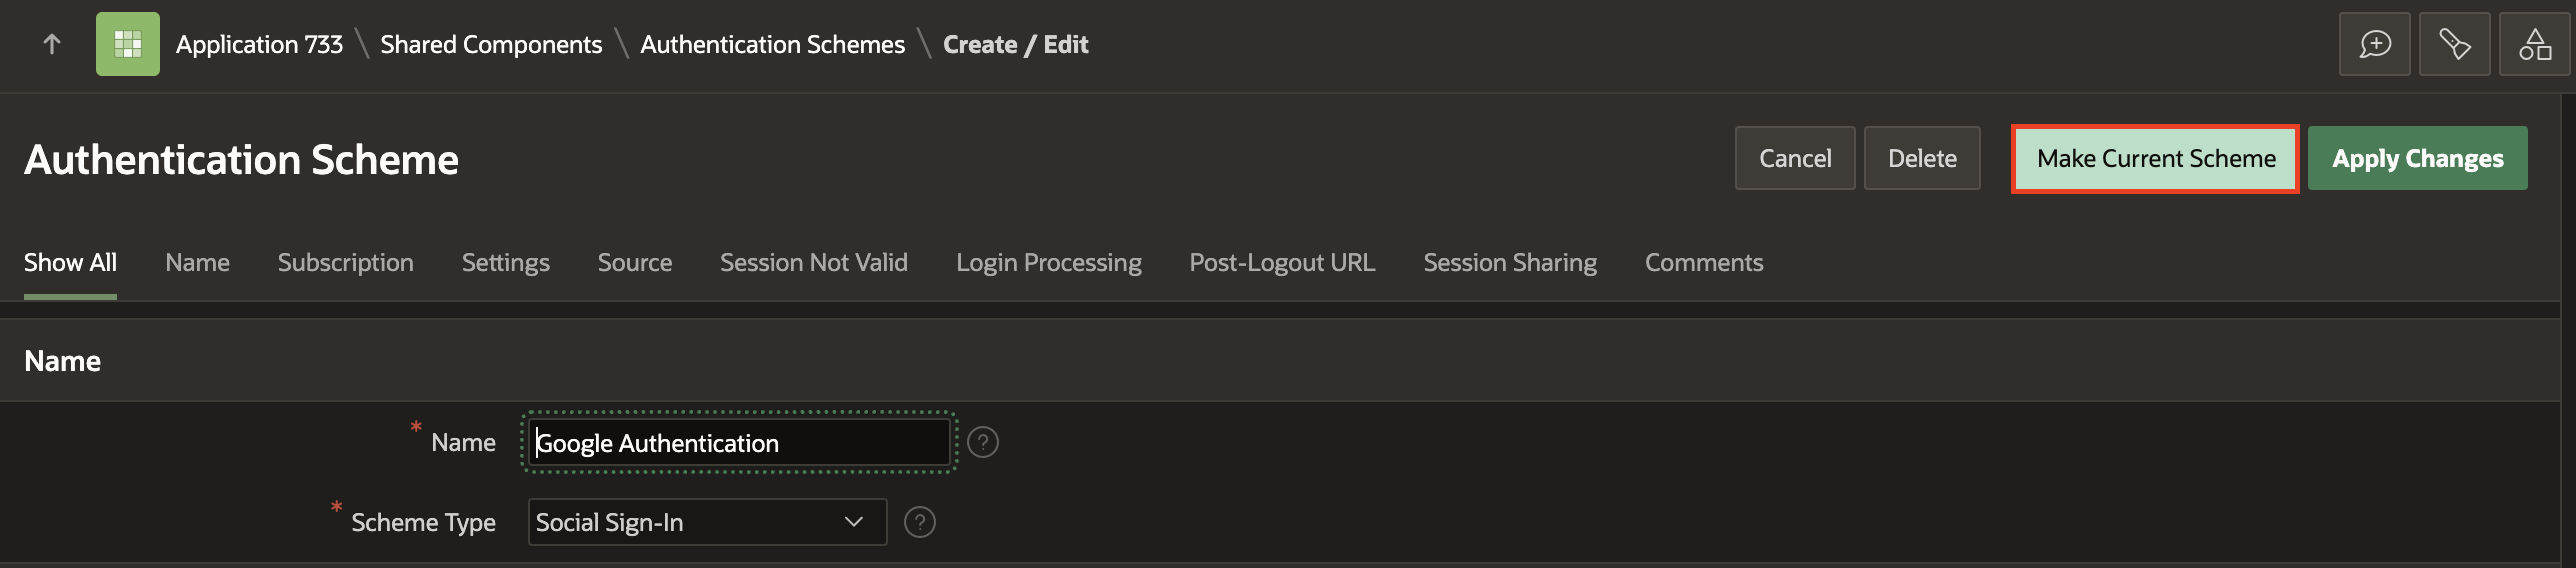 Application 733 \ Shared Components \ Authentication Schemes \ Create / Edit
Authentication Scheme
Cancel Delete Make Current Scheme Apply Changes
Show All Name Subscription Settings Source Session Not Valid Login Processing Post-Logout URL Session Sharing Comments
Name
* Name Google Authentication ?
* Scheme Type Social Sign-In ?